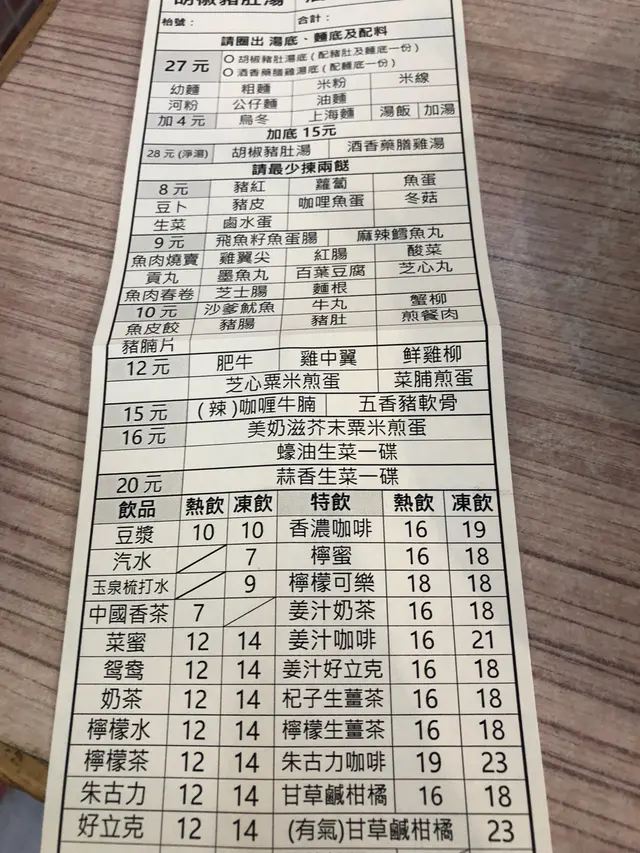 胡椒豬肚湯
枱號： 合計：
請圈出 湯底、麵底及配料
27 元 ○ 胡椒豬肚湯底 ( 配豬肚及麵底一份 )
○ 酒香藥膳雞湯底 ( 配麵底一份 )
幼麵 粗麵 米粉 米線
河粉 公仔麵 油麵
加 4 元 烏冬 上海麵 湯飯 加湯
加底 15元
28 元 (淨湯) 胡椒豬肚湯 酒香藥膳雞湯
請最少揀兩餸
8 元 豬紅 蘿蔔 魚蛋
豆卜 豬皮 咖哩魚蛋 冬菇
生菜 鹵水蛋
9 元 飛魚籽魚蛋腸 麻辣鱈魚丸
魚肉燒賣 雞翼尖 紅腸 酸菜
貢丸 墨魚丸 百葉豆腐 芝心丸
魚肉春卷 芝士腸 麵根
10 元 沙爹魷魚 牛丸 蟹柳
魚皮餃 豬腸 豬肚 煎餐肉
豬腩片
12 元 肥牛 雞中翼 鮮雞柳
芝心粟米煎蛋 菜脯煎蛋
15 元 ( 辣 )咖喱牛腩 五香豬軟骨
16 元 美奶滋芥末粟米煎蛋
蠔油生菜一碟
20 元 蒜香生菜一碟
飲品 熱飲 凍飲 特飲 熱飲 凍飲
豆漿 10 10 香濃咖啡 16 19
汽水 7 檸蜜 16 18
玉泉梳打水 9 檸檬可樂 18 18
中國香茶 7 姜汁奶茶 16 18
菜蜜 12 14 姜汁咖啡 16 21
鴛鴦 12 14 姜汁好立克 16 18
奶茶 12 14 杞子生薑茶 16 18
檸檬水 12 14 檸檬生薑茶 16 18
檸檬茶 12 14 朱古力咖啡 19 23
朱古力 12 14 甘草鹹柑橘 16 18
好立克 12 14 (有氣)甘草鹹柑橘 23